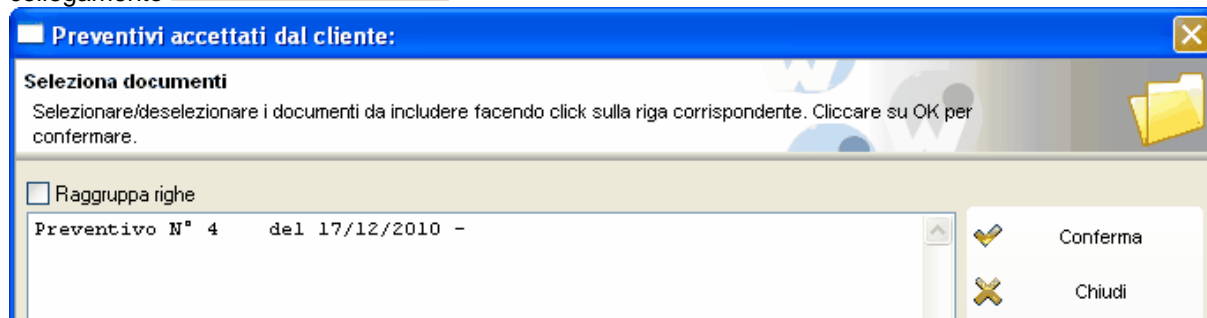 collegamento
Preventivi accettati dal cliente:
Seleziona documenti
Selezionare/deselezionare i documenti da includere facendo click sulla riga corrispondente. Cliccare su OK per
confermare.
Raggruppa righe
Preventivo N° 4 del 17/12/2010 -
Conferma
Chiudi